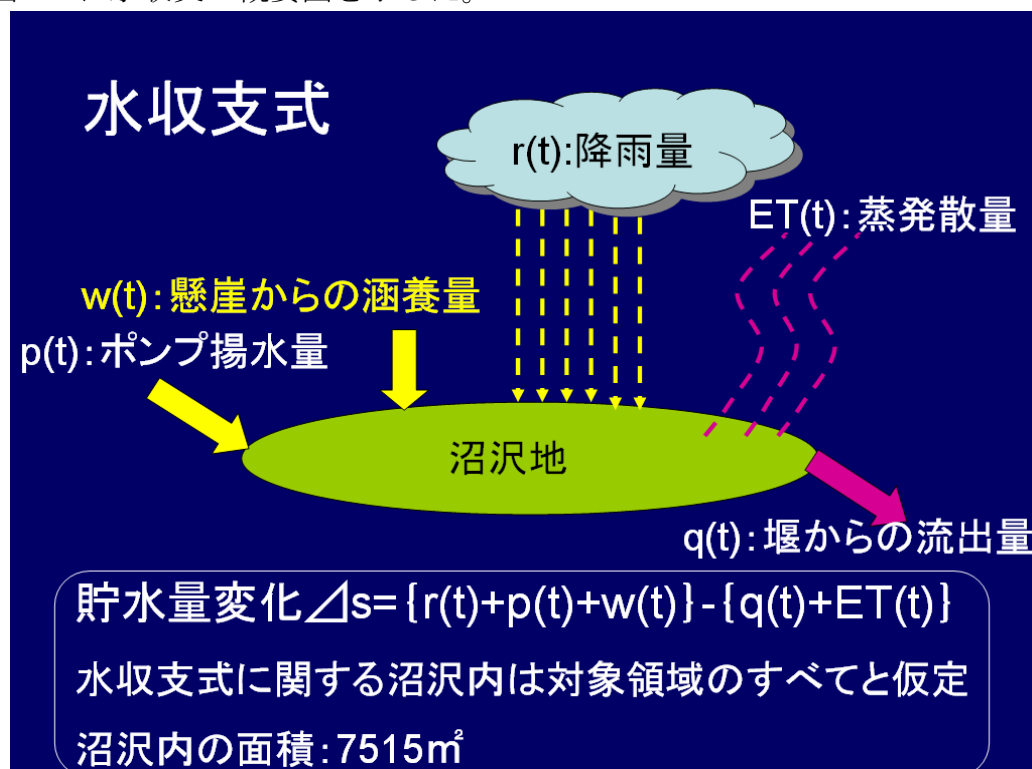 水収支式
r(t):降雨量
ET(t):蒸発散量
w(t):懸崖からの涵養量
p(t):ポンプ揚水量
沼沢地
q(t):堰からの流出量
貯水量変化⊿s={r(t)+p(t)+w(t)}-{q(t)+ET(t)}
水収支式に関する沼沢内は対象領域のすべてと仮定
沼沢内の面積:7515㎡